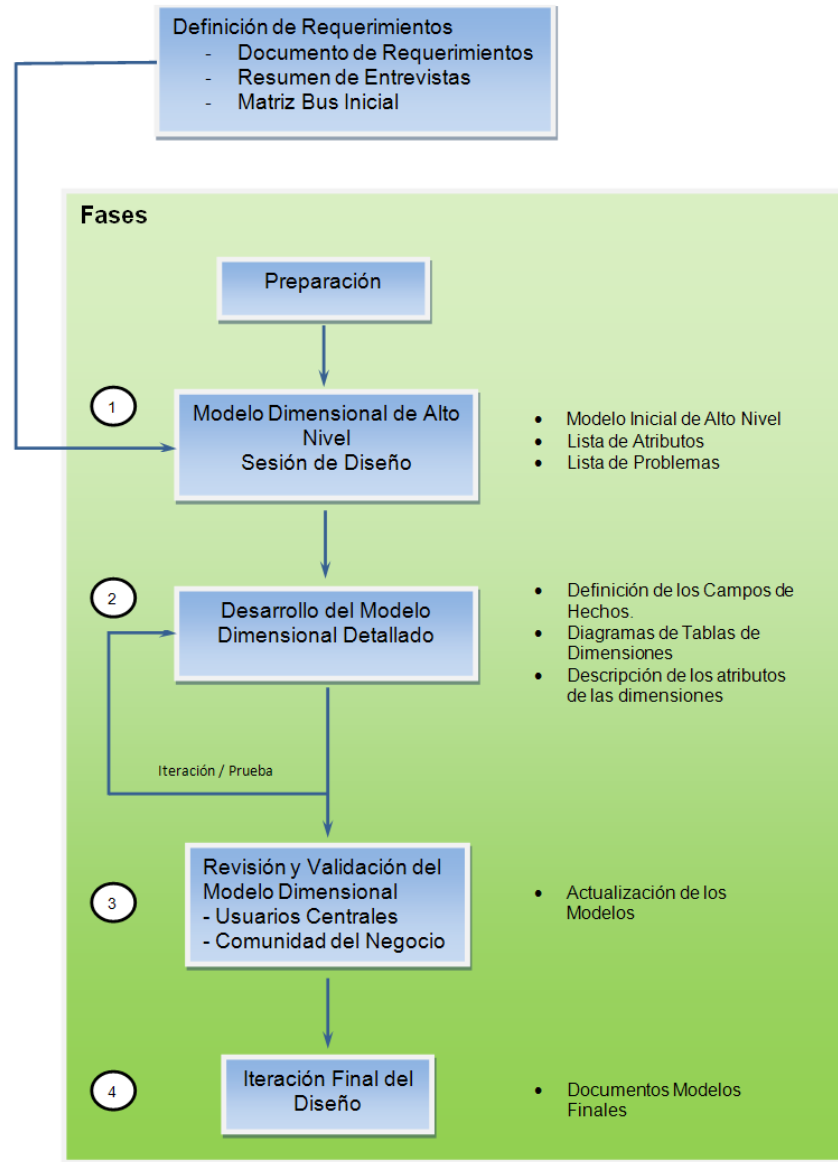 Definición de Requerimientos
- Documento de Requerimientos
- Resumen de Entrevistas
- Matriz Bus Inicial
Fases
Preparación
1
Modelo Dimensional de Alto
Nivel
Sesión de Diseño
• Modelo Inicial de Alto Nivel
• Lista de Atributos
• Lista de Problemas
2
Desarrollo del Modelo
Dimensional Detallado
• Definición de los Campos de
Hechos.
• Diagramas de Tablas de
Dimensiones
• Descripción de los atributos
de las dimensiones
Iteración / Prueba
3
Revisión y Validación del
Modelo Dimensional
- Usuarios Centrales
- Comunidad del Negocio
• Actualización de los
Modelos
4
Iteración Final del
Diseño
• Documentos Modelos
Finales